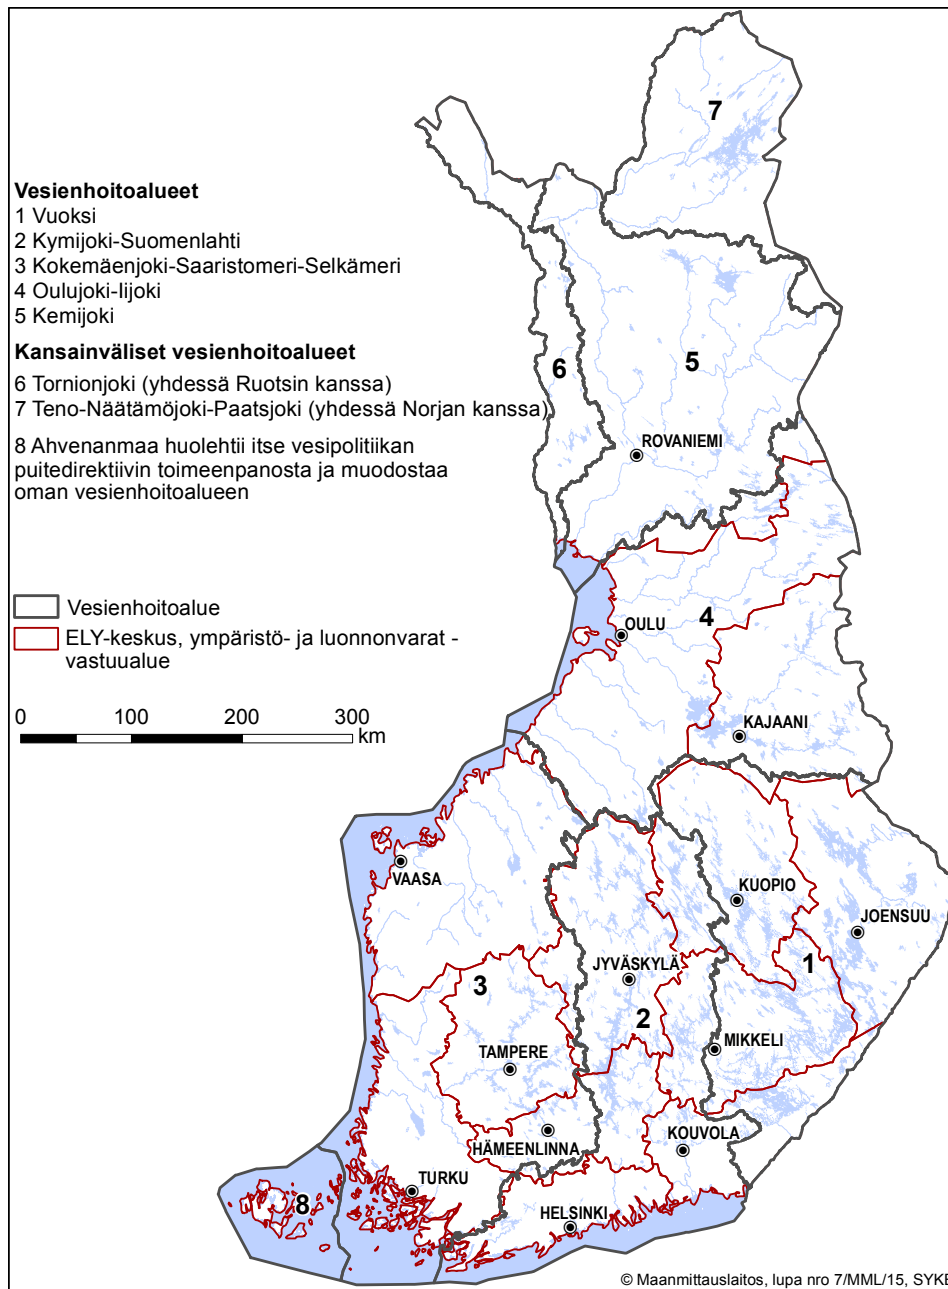 Vesienhoitoalueet
1 Vuoksi
2 Kymijoki-Suomenlahti
3 Kokemäenjoki-Saaristomeri-Selkämeri
4 Oulujoki-Iijoki
5 Kemijoki
Kansainväliset vesienhoitoalueet
6 Tornionjoki (yhdessä Ruotsin kanssa)
7 Teno-Näätämöjoki-Paatsjoki (yhdessä Norjan kanssa)
8 Ahvenanmaa huolehtii itse vesipolitiikan
puitedirektiivin toimeenpanosta ja muodostaa
oman vesienhoitoalueen
Vesienhoitoalue
ELY-keskus, ympäristö- ja luonnonvarat -
vastuualue
0 100 200 300
km
7
6
5
ROVANIEMI
4
OULU
KAJAANI
VAASA
KUOPIO
JOENSUU
JYVÄSKYLÄ
1
3
2
MIKKELI
TAMPERE
KOUVOLA
HÄMEENLINNA
TURKU
8
HELSINKI
© Maanmittauslaitos, lupa nro 7/MML/15, SYKE